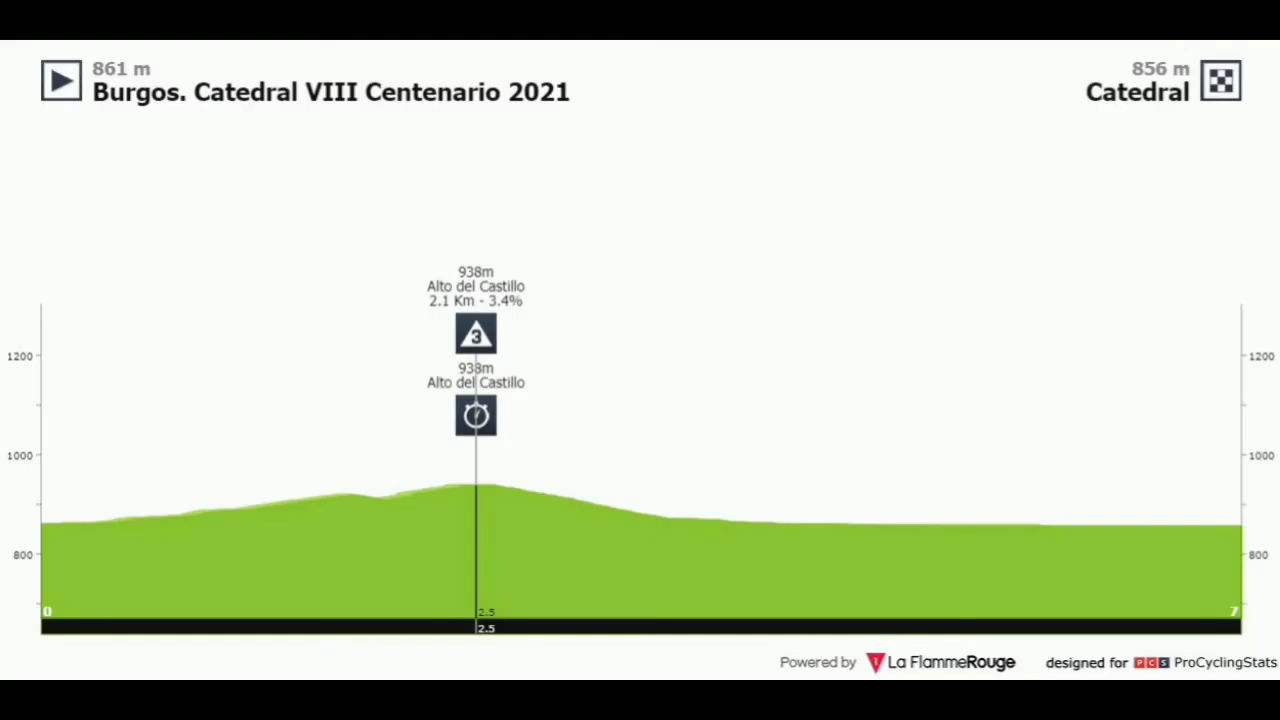 861 m
Burgos. Catedral VIII Centenario 2021
856 m
Catedral
938m
Alto del Castillo
2.1 Km - 3.4%
3
938m
Alto del Castillo
1200
1200
1000
1000
800
800
0
2.5
7
2.5
Powered by 1 La FlammeRouge
designed for PCS ProCyclingStats